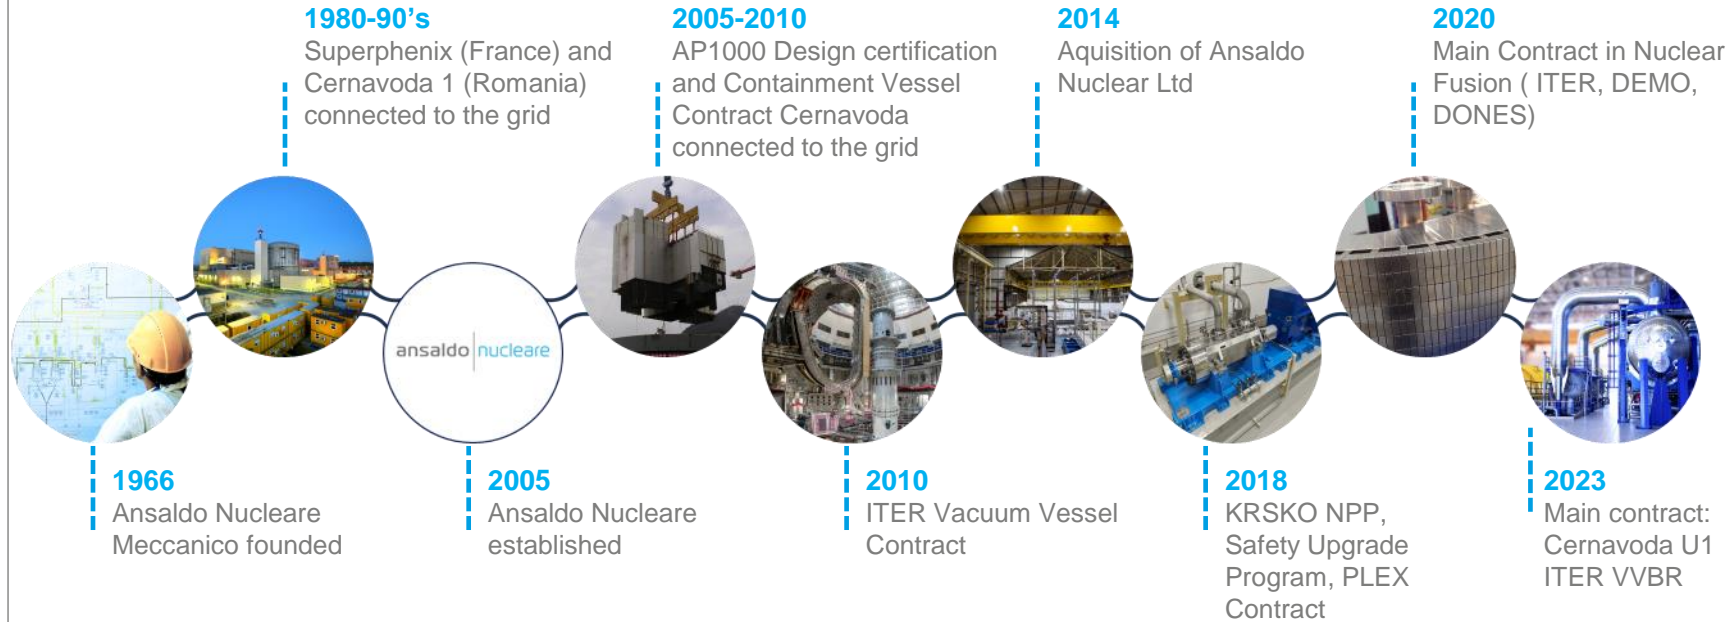 1980-90’s
Superphenix (France) and
Cernavoda 1 (Romania)
connected to the grid
2005-2010
AP1000 Design certification
and Containment Vessel
Contract Cernavoda
connected to the grid
2014
Aquisition of Ansaldo
Nuclear Ltd
2020
Main Contract in Nuclear
Fusion ( ITER, DEMO,
DONES)
ansaldo nucleare
1966
Ansaldo Nucleare
Meccanico founded
2005
Ansaldo Nucleare
established
2010
ITER Vacuum Vessel
Contract
2018
KRSKO NPP,
Safety Upgrade
Program, PLEX
Contract
2023
Main contract:
Cernavoda U1
ITER VVBR